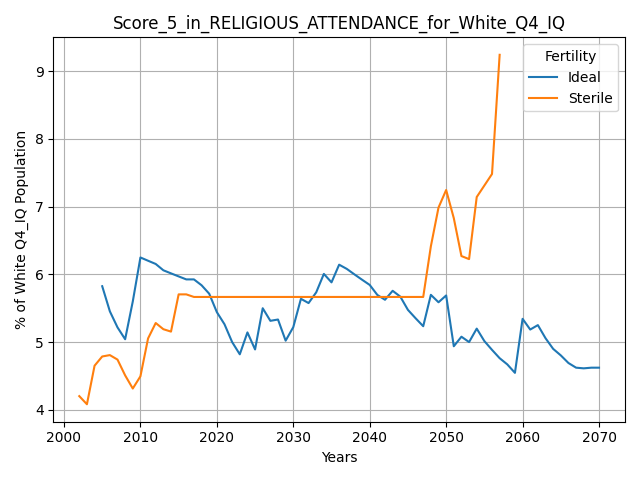 Score_5_in_RELIGIOUS_ATTENDANCE_for_White_Q4_IQ
% of White Q4_IQ Population
9
8
7
6
5
4
Fertility
Ideal
Sterile
2000 2010 2020 2030 2040 2050 2060 2070
Years